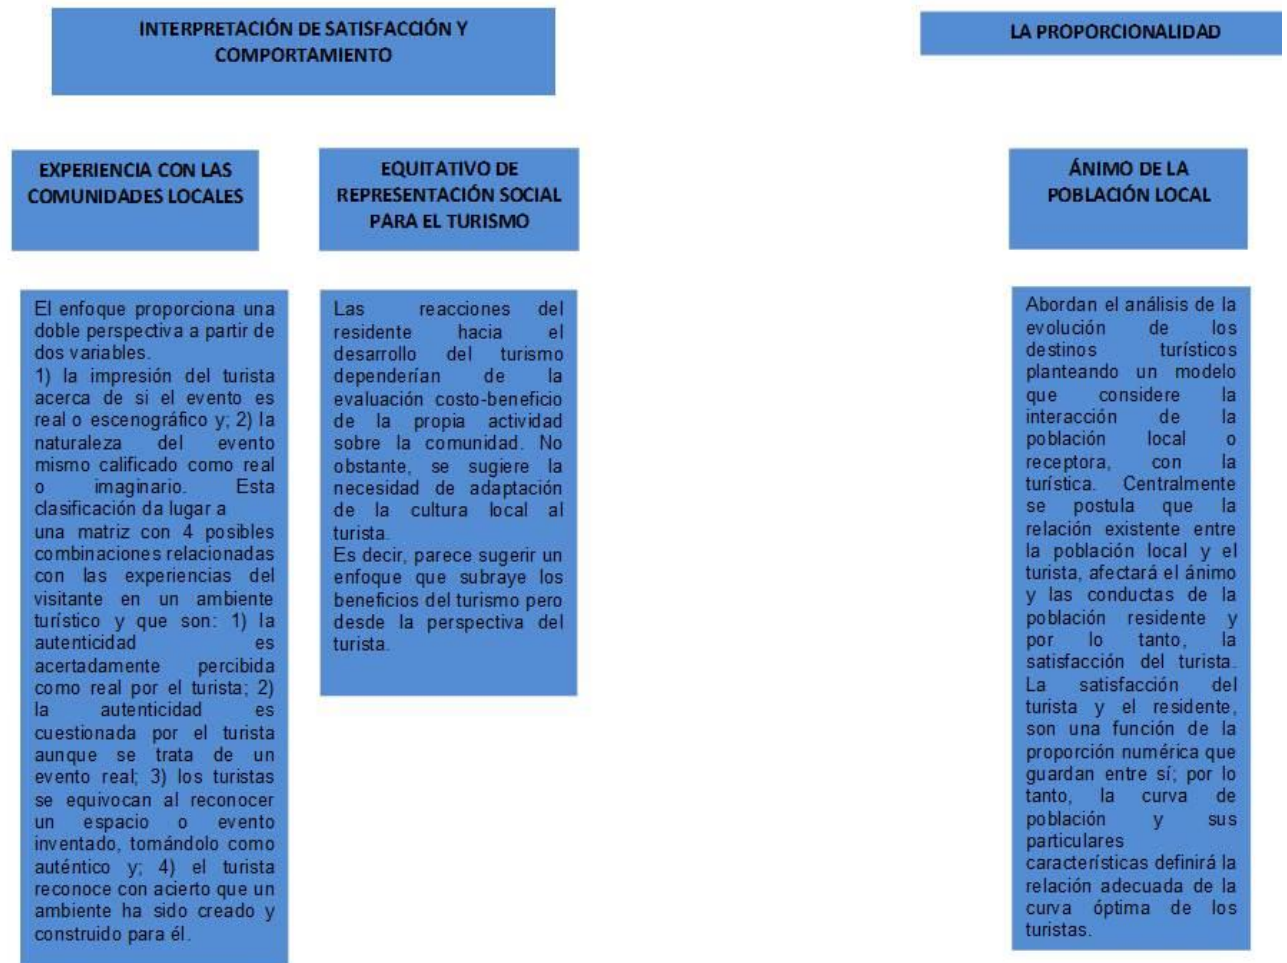 INTERPRETACIÓN DE SATISFACCIÓN Y
COMPORTAMIENTO
LA PROPORCIONALIDAD
EXPERIENCIA CON LAS
COMUNIDADES LOCALES
EQUITATIVO DE
REPRESENTACIÓN SOCIAL
PARA EL TURISMO
ÁNIMO DE LA
POBLACIÓN LOCAL
El enfoque proporciona una
doble perspectiva a partir de
dos variables.
1) la impresión del turista
acerca de si el evento es
real o escenográfico y; 2) la
naturaleza del evento
mismo calificado como real
o imaginario. Esta
clasificación da lugar a
una matriz con 4 posibles
combinaciones relacionadas
con las experiencias del
visitante en un ambiente
turístico y que son: 1) la
autenticidad es
acertadamente percibida
como real por el turista; 2)
la autenticidad es
cuestionada por el turista
aunque se trata de un
evento real; 3) los turistas
se equivocan al reconocer
un espacio o evento
inventado, tomándolo como
auténtico y; 4) el turista
reconoce con acierto que un
ambiente ha sido creado y
construido para él.
Las reacciones del
residente hacia el
desarrollo del turismo
dependerían de la
evaluación costo-beneficio
de la propia actividad
sobre la comunidad. No
obstante, se sugiere la
necesidad de adaptación
de la cultura local al
turista.
Es decir, parece sugerir un
enfoque que subraye los
beneficios del turismo pero
desde la perspectiva del
turista.
Abordan el análisis de la
evolución de los
destinos turísticos
planteando un modelo
que considere la
interacción de la
población local o
receptora, con la
turística. Centralmente
se postula que la
relación existente entre
la población local y el
turista, afectará el ánimo
y las conductas de la
población residente y
por lo tanto, la
satisfacción del turista.
La satisfacción del
turista y el residente,
son una función de la
proporción numérica que
guardan entre sí; por lo
tanto, la curva de
población y sus
particulares
características definirá la
relación adecuada de la
curva óptima de los
turistas.